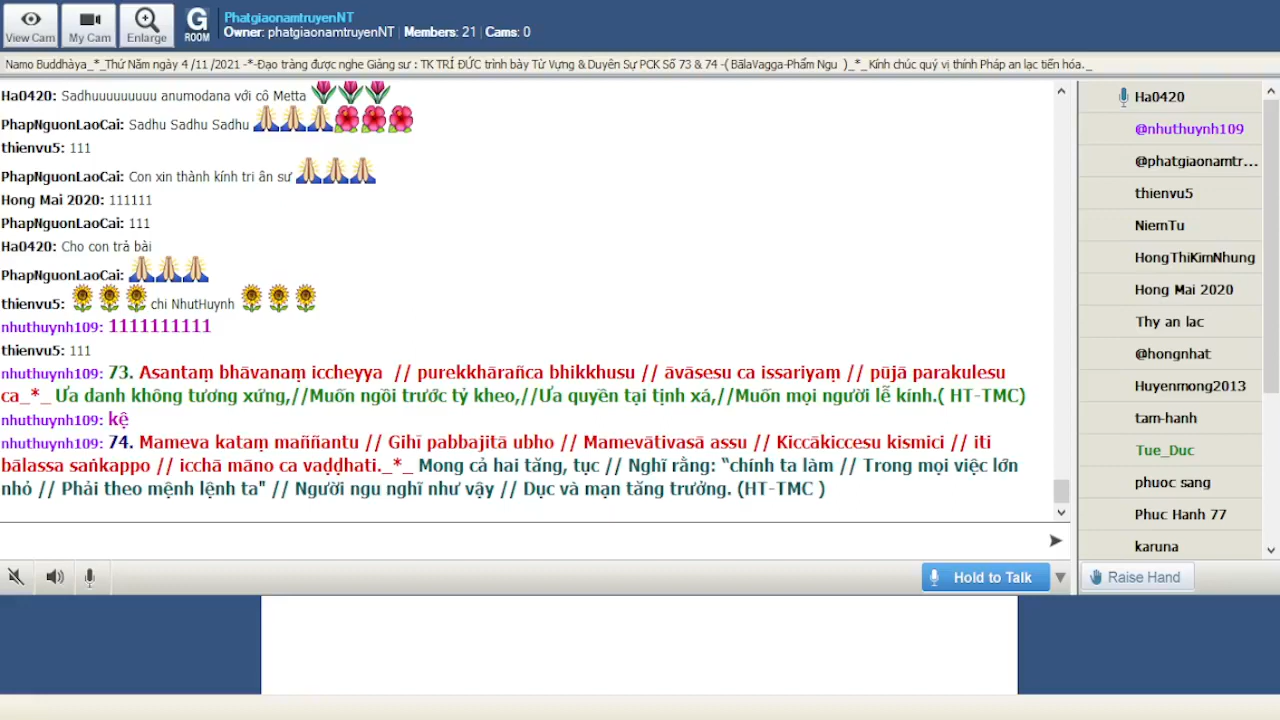 View Cam
My Cam
Enlarge
G
ROOM
PhatgiaonamtruyenNT
Owner: phatgiaonamtruyenNT | Members: 21 | Cams: 0
Namo Buddhàya_*_Thứ Năm ngày 4 /11 /2021 -*-Đạo tràng được nghe Giảng sư : TK TRÍ ĐỨC trình bày Từ Vựng & Duyên Sự PCK Số 73 & 74 -( BālaVagga-Phẩm Ngu )_*_Kính chúc quý vị thính Pháp an lạc tiến hóa._
Ha0420: Sadhuuuuuuuuu anumodana với cô Metta
PhapNguonLaoCai: Sadhu Sadhu Sadhu
thienvu5: 111
PhapNguonLaoCai: Con xin thành kính tri ân sư
Hong Mai 2020: 111111
PhapNguonLaoCai: 111
Ha0420: Cho con trả bài
PhapNguonLaoCai:
thienvu5: chi NhutHuynh
nhuthuynh109: 1111111111
thienvu5: 111
nhuthuynh109: 73. Asantaṃ bhāvanaṃ iccheyya // purekkhārañca bhikkhusu // āvāsesu ca issariyaṃ // pūjā parakulesu
ca_*_ Ưa danh không tương xứng,//Muốn ngồi trước tỷ kheo,//Ưa quyền tại tịnh xá,//Muốn mọi người lễ kính.( HT-TMC)
nhuthuynh109: kệ
nhuthuynh109: 74. Mameva kataṃ maññantu // Gihī pabbajitā ubho // Mamevātivasā assu // Kiccākiccesu kismici // iti
bālassa saṅkappo // icchā māno ca vaḍḍhati._*_ Mong cả hai tăng, tục // Nghĩ rằng: “chính ta làm // Trong mọi việc lớn
nhỏ // Phải theo mệnh lệnh ta" // Người ngu nghĩ như vậy // Dục và mạn tăng trưởng. (HT-TMC )
Hold to Talk
Ha0420
@nhuthuynh109
@phatgiaonamtr...
thienvu5
NiemTu
HongThiKimNhung
Hong Mai 2020
Thy an lac
@hongnhat
Huyenmong2013
tam-hanh
Tue_Duc
phuoc sang
Phuc Hanh 77
karuna
Raise Hand